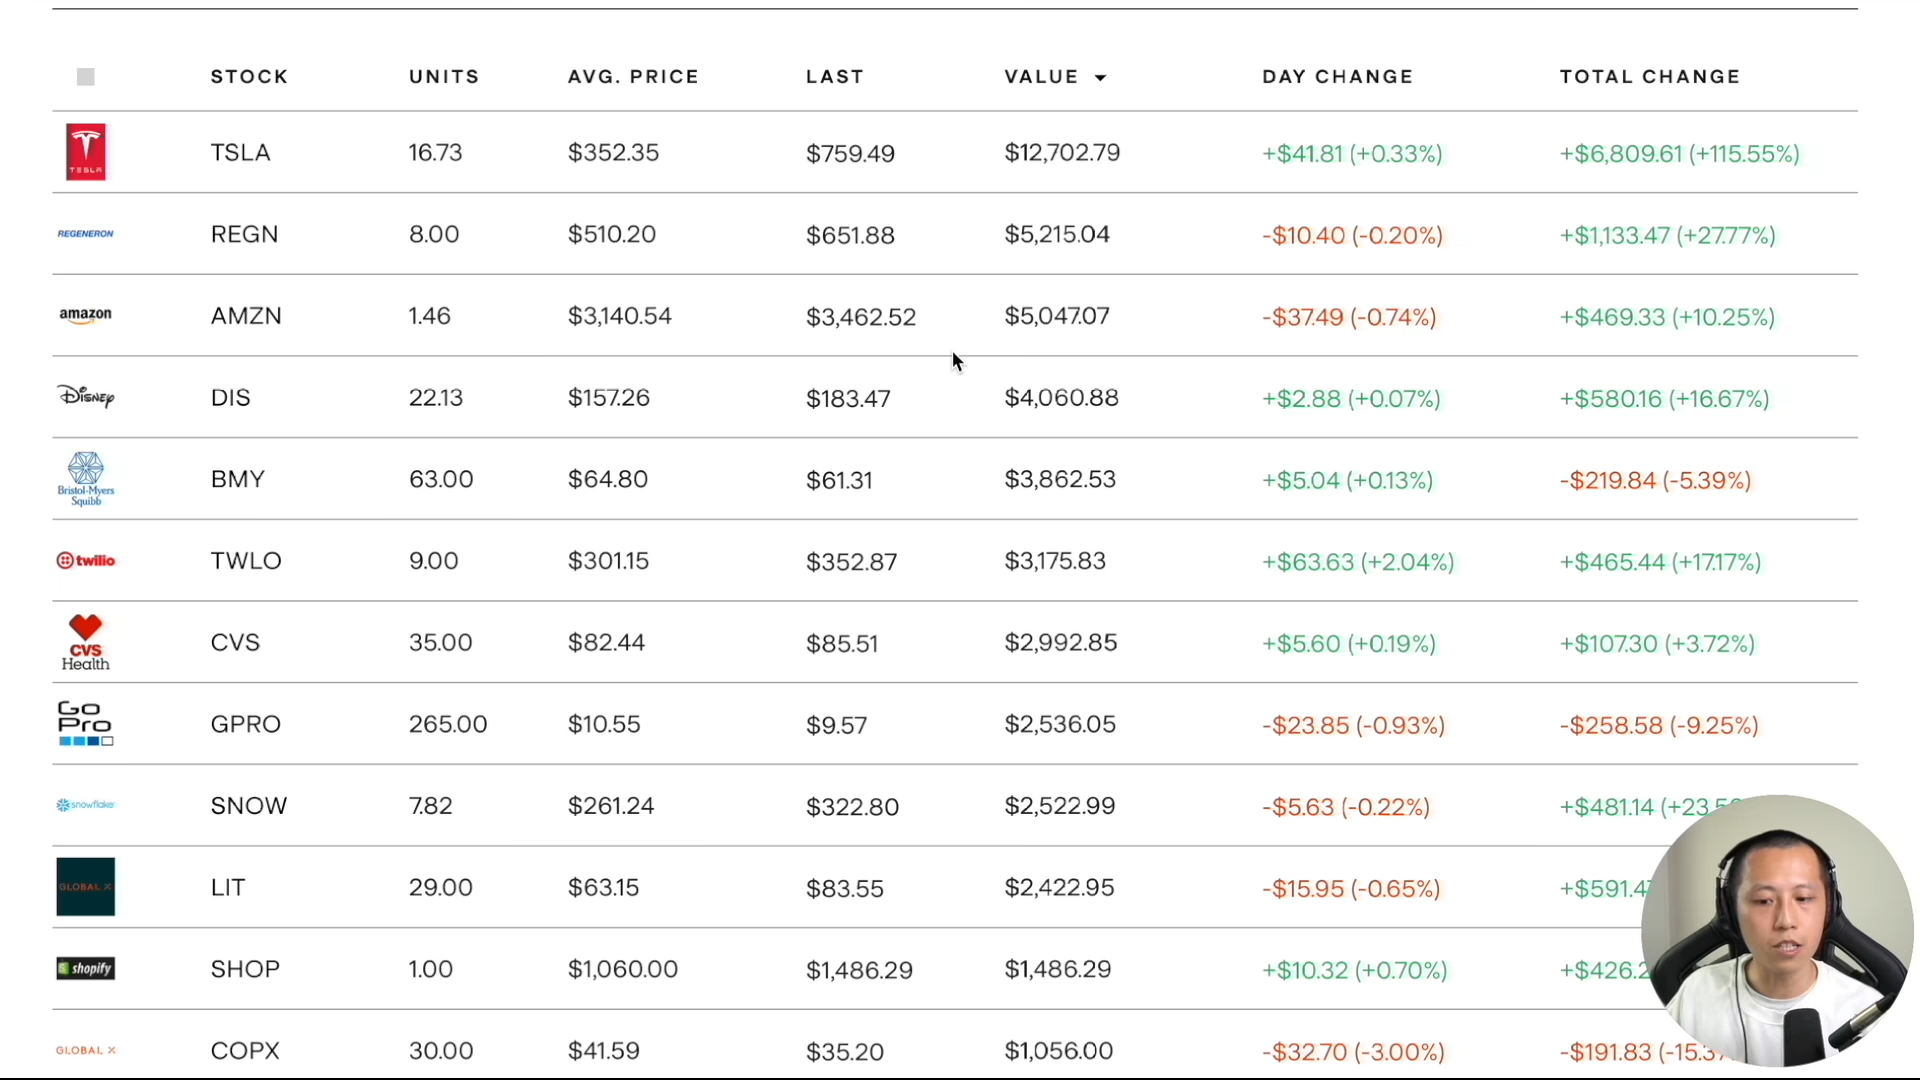 STOCK UNITS AVG. PRICE LAST VALUE DAY CHANGE TOTAL CHANGE
TESLA TSLA 16.73 $352.35 $759.49 $12,702.79 +$41.81 (+0.33%) +$6,809.61 (+115.55%)
REGENERON REGN 8.00 $510.20 $651.88 $5,215.04 -$10.40 (-0.20%) +$1,133.47 (+27.77%)
amazon AMZN 1.46 $3,140.54 $3,462.52 $5,047.07 -$37.49 (-0.74%) +$469.33 (+10.25%)
Disney DIS 22.13 $157.26 $183.47 $4,060.88 +$2.88 (+0.07%) +$580.16 (+16.67%)
Bristol-Myers
Squibb BMY 63.00 $64.80 $61.31 $3,862.53 +$5.04 (+0.13%) -$219.84 (-5.39%)
twilio TWLO 9.00 $301.15 $352.87 $3,175.83 +$63.63 (+2.04%) +$465.44 (+17.17%)
CVS
Health CVS 35.00 $82.44 $85.51 $2,992.85 +$5.60 (+0.19%) +$107.30 (+3.72%)
Go
Pro GPRO 265.00 $10.55 $9.57 $2,536.05 -$23.85 (-0.93%) -$258.58 (-9.25%)
snowflake SNOW 7.82 $261.24 $322.80 $2,522.99 -$5.63 (-0.22%) +$481.14 (+23.5
GLOBAL X LIT 29.00 $63.15 $83.55 $2,422.95 -$15.95 (-0.65%) +$591.4
shopify SHOP 1.00 $1,060.00 $1,486.29 $1,486.29 +$10.32 (+0.70%) +$426.2
GLOBAL X COPX 30.00 $41.59 $35.20 $1,056.00 -$32.70 (-3.00%) -$191.83 (-15.3